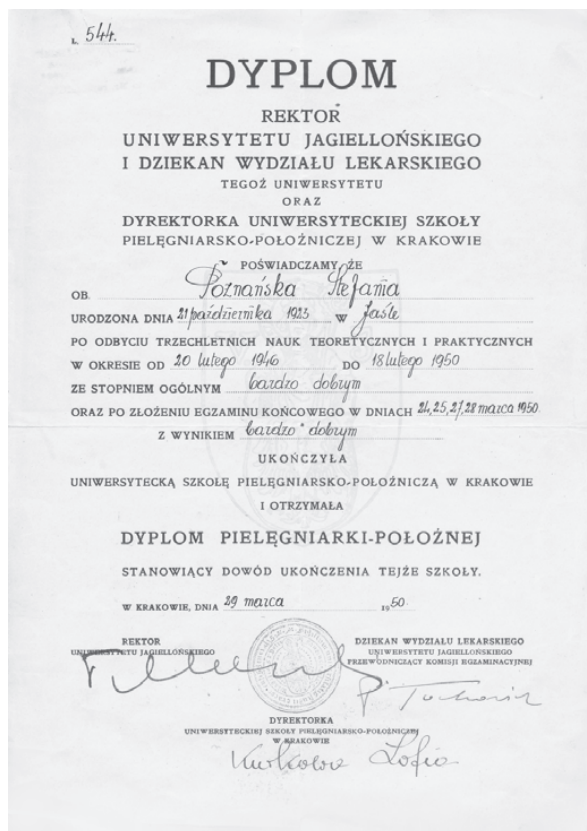 L. 544.
DYPLOM
REKTOR
UNIWERSYTETU JAGIELLOŃSKIEGO
I DZIEKAN WYDZIAŁU LEKARSKIEGO
TEGOŻ UNIWERSYTETU
ORAZ
DYREKTORKA UNIWERSYTECKIEJ SZKOŁY
PIELĘGNIARSKO-POŁOŻNICZEJ W KRAKOWIE
POŚWIADCZAMY, ŻE
OB. Poznańska Stefania
URODZONA DNIA 21 października 1923 W Jaśle
PO ODBYCIU TRZECHLETNICH NAUK TEORETYCZNYCH I PRAKTYCZNYCH
W OKRESIE OD 20 lutego 1946 DO 18 lutego 1950
ZE STOPNIEM OGÓLNYM bardzo dobrym
ORAZ PO ZŁOŻENIU EGZAMINU KOŃCOWEGO W DNIACH 24, 25, 27, 28 marca 1950.
Z WYNIKIEM bardzo dobrym
UKOŃCZYŁA
UNIWERSYTECKĄ SZKOŁĘ PIELĘGNIARSKO-POŁOŻNICZĄ W KRAKOWIE
I OTRZYMAŁA
DYPLOM PIELĘGNIARKI-POŁOŻNEJ
STANOWIĄCY DOWÓD UKOŃCZENIA TEJŻE SZKOŁY.
W KRAKOWIE, DNIA 29 marca 1950.
REKTOR
UNIWERSYTETU JAGIELLOŃSKIEGO
DZIEKAN WYDZIAŁU LEKARSKIEGO
UNIWERSYTETU JAGIELLOŃSKIEGO
PRZEWODNICZĄCY KOMISJI EGZAMINACYJNEJ
DYREKTORKA
UNIWERSYTECKIEJ SZKOŁY PIELĘGNIARSKO-POŁOŻNICZEJ
W KRAKOWIE
Zofia